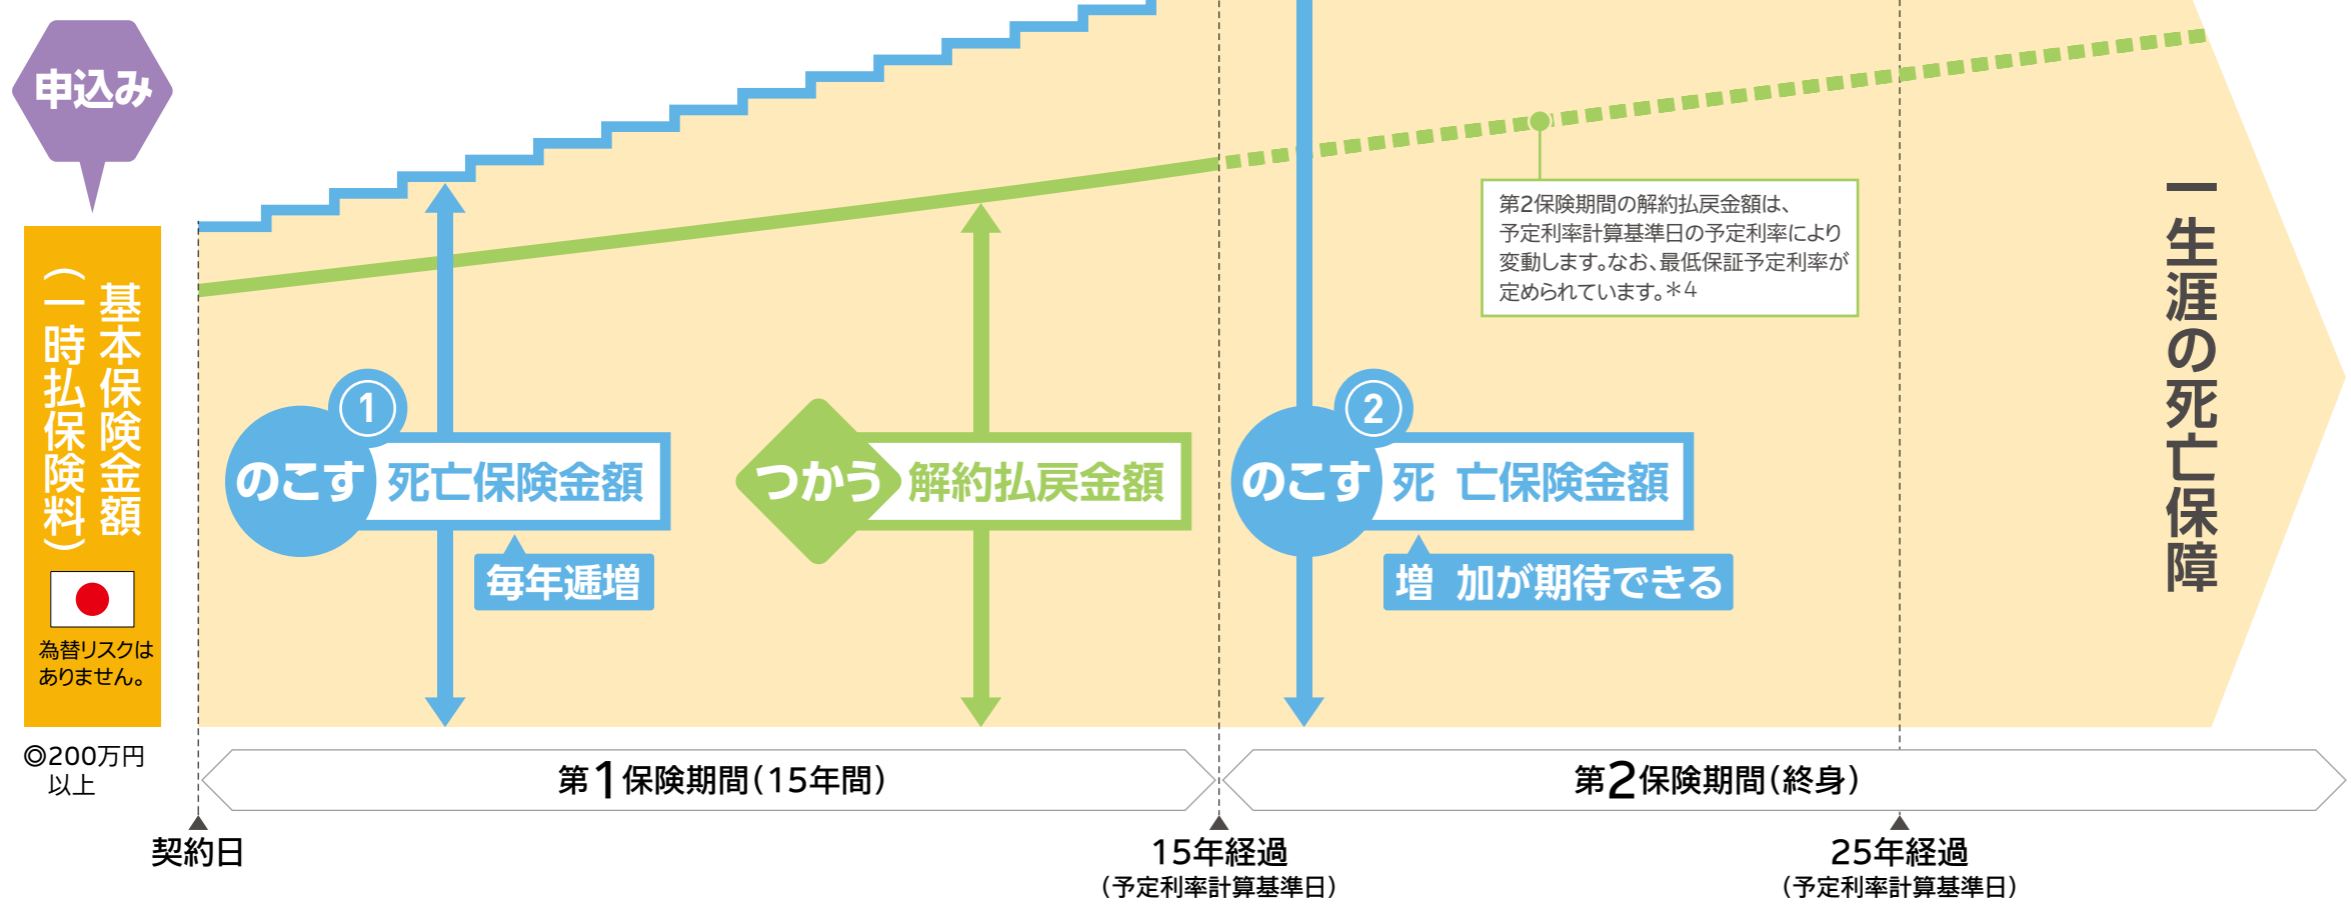 申込み
基本保険金額
（一時払保険料）
為替リスクは
ありません。
◎200万円
以上
① 
のこす 死亡保険金額
毎年逓増
つかう 解約払戻金額
②
のこす 死 亡保険金額
増 加が期待できる
第2保険期間の解約払戻金額は、
予定利率計算基準日の予定利率により
変動します。なお、最低保証予定利率が
定められています。＊4
一生涯の死亡保障
第1保険期間（15年間）
第2保険期間（終身）
契約日
15年経過
（予定利率計算基準日）
25年経過
（予定利率計算基準日）